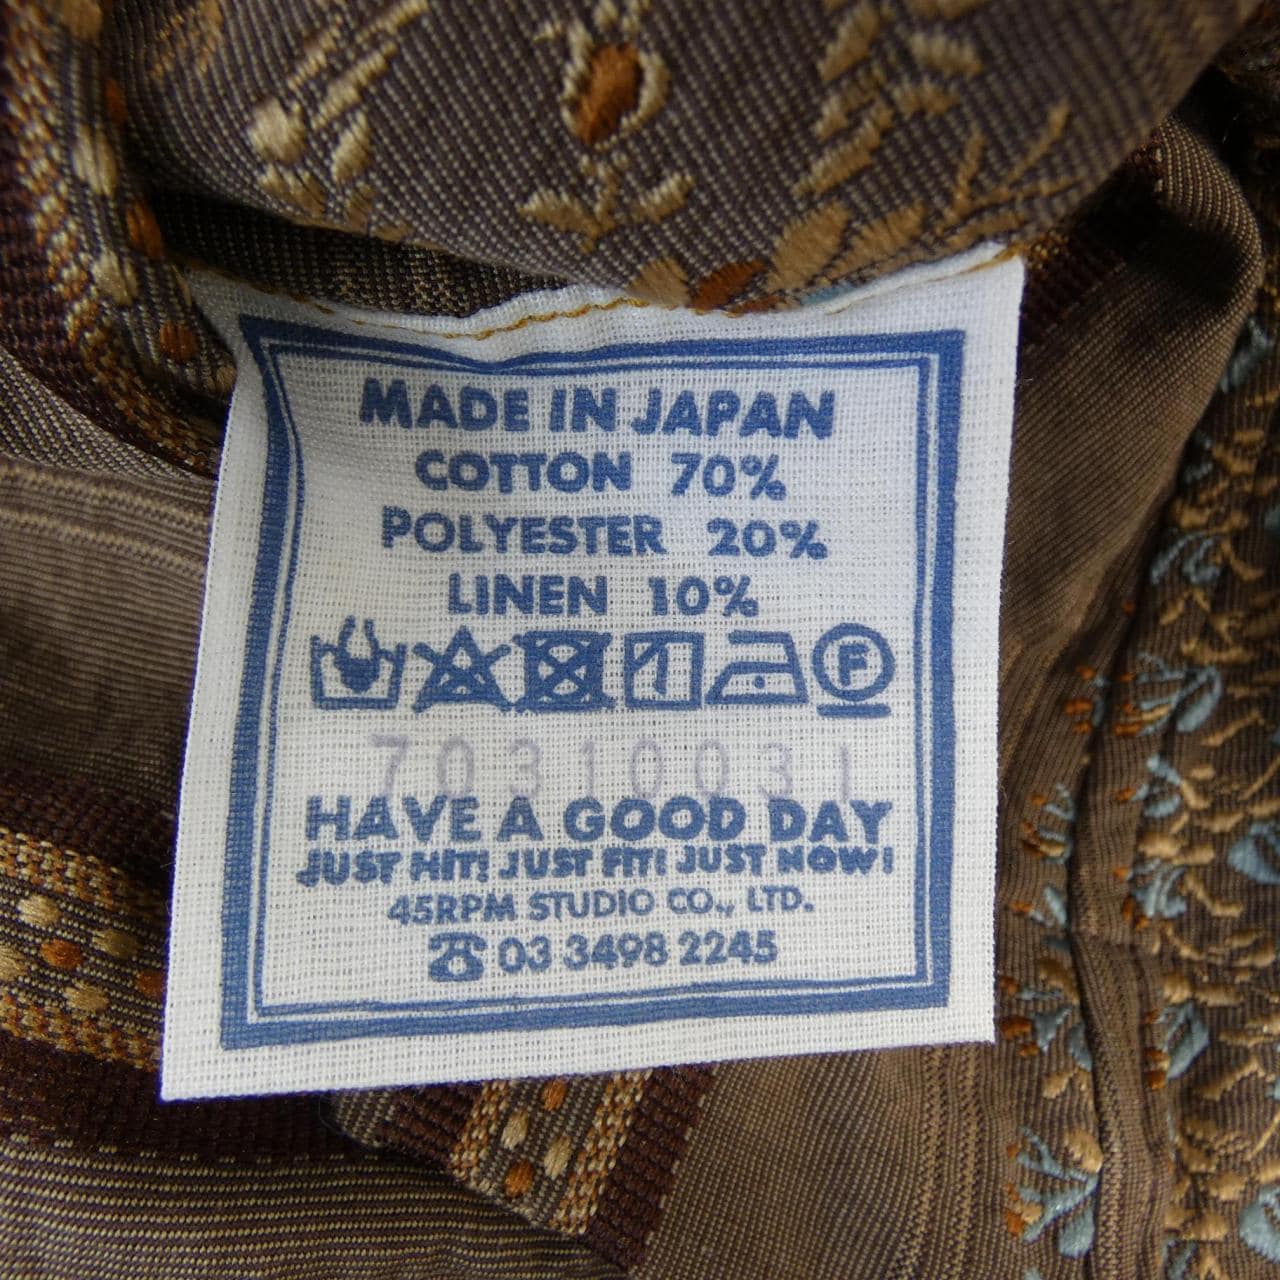 MADE IN JAPAN
COTTON 70%
POLYESTER 20%
LINEN 10%
F
70310031
HAVE A GOOD DAY
JUST HIT! JUST FIT! JUST NOW!
45RPM STUDIO CO., LTD.
☎ 03 3498 2245